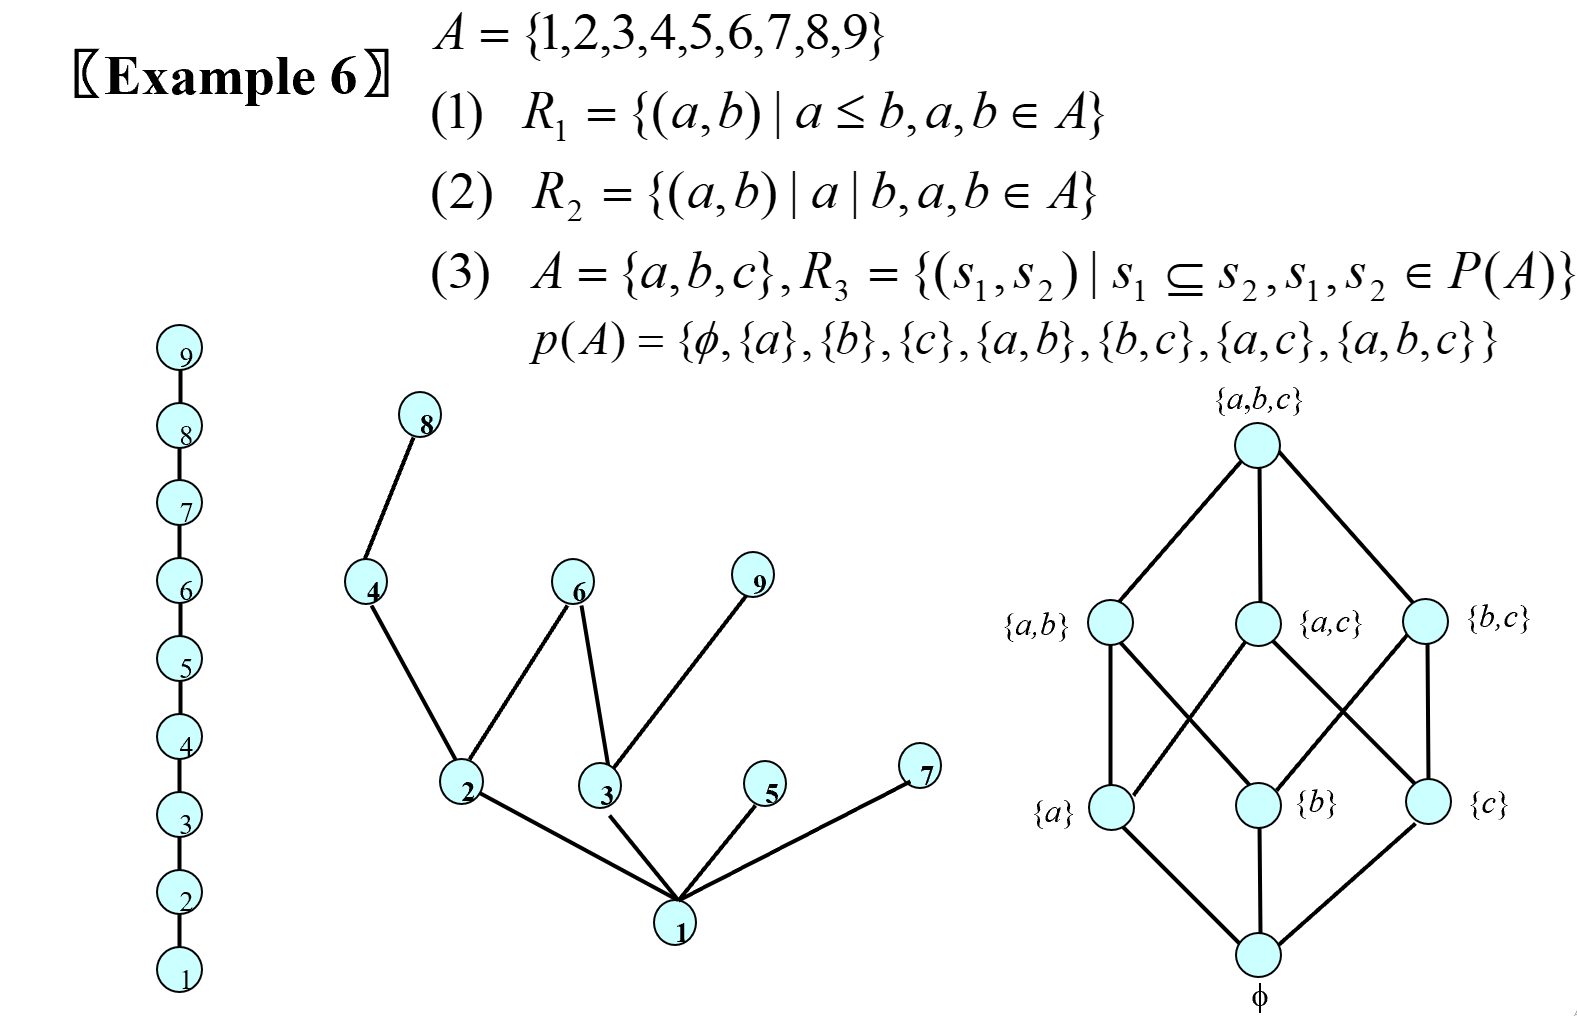 A = {1,2,3,4,5,6,7,8,9}
〖Example 6〗
(1) R₁ = {(a,b) | a ≤ b, a, b ∈ A}
(2) R₂ = {(a,b) | a | b, a, b ∈ A}
(3) A = {a,b,c}, R₃ = {(s₁,s₂) | s₁ ⊆ s₂, s₁, s₂ ∈ P(A)}
p(A) = {ϕ,{a},{b},{c},{a,b},{b,c},{a,c},{a,b,c}}
9
8
7
6
5
4
3
2
1
8
4 6 9
2 3 5 7
1
{a,b,c}
{a,b} {a,c} {b,c}
{a} {b} {c}
ϕ